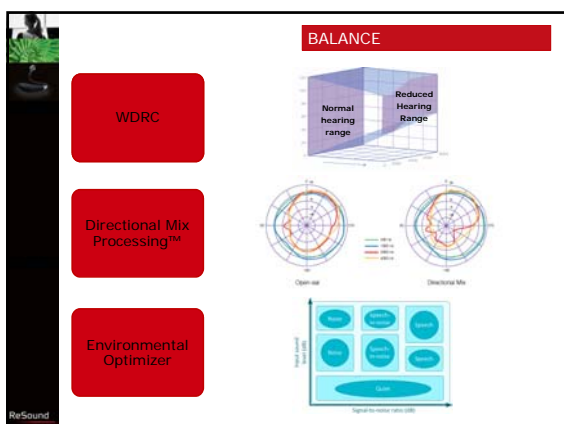 BALANCE
WDRC
Normal
hearing
range
Reduced
Hearing
Range
Directional Mix
Processing™
Open ear
Directional Mix
Environmental
Optimizer
Input sound
level (dB)
Noise
Speech-
in-noise
Speech
Noise
Speech-
in-noise
Speech
Quiet
Signal-to-noise ratio (dB)
ReSound